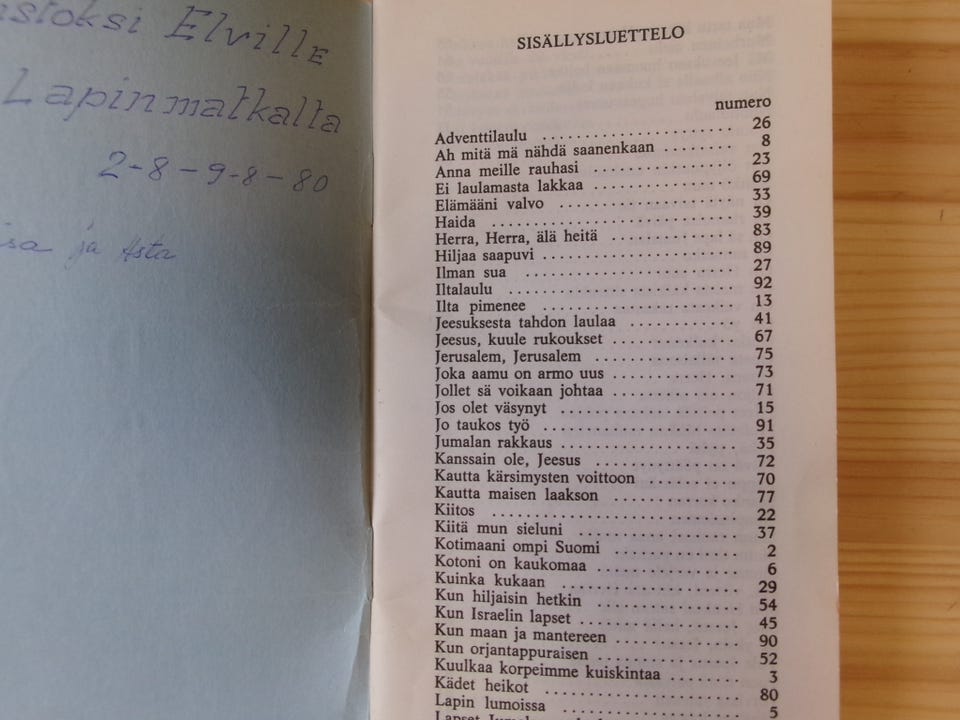 Elville
Lapinmatkalta
2-8-9-8-80
ja Asta
SISÄLLYSLUETTELO
numero
Adventtilaulu ........................ 26
Ah mitä mä nähdä saanenkaan ........ 8
Anna meille rauhasi ................ 23
Ei laulamasta lakkaa ................ 69
Elämääni valvo .................... 33
Haida ............................ 39
Herra, Herra, älä heitä .............. 83
Hiljaa saapuvi ...................... 89
Ilman sua ........................ 27
Iltalaulu .......................... 92
Ilta pimenee ...................... 13
Jeesuksesta tahdon laulaa ............ 41
Jeesus, kuule rukoukset .............. 67
Jerusalem, Jerusalem ................ 75
Joka aamu on armo uus .............. 73
Jollet sä voikaan johtaa .............. 71
Jos olet väsynyt .................... 15
Jo taukos työ ...................... 91
Jumalan rakkaus .................... 35
Kanssain ole, Jeesus ................ 72
Kautta kärsimysten voittoon .......... 70
Kautta maisen laakson .............. 77
Kiitos ............................ 22
Kiitä mun sieluni .................. 37
Kotimaani ompi Suomi .............. 2
Kotoni on kaukomaa ................ 6
Kuinka kukaan .................... 29
Kun hiljaisin hetkin ................ 54
Kun Israelin lapset .................. 45
Kun maan ja mantereen .............. 90
Kun orjantappuraisen ................ 52
Kuulkaa korpeimme kuiskintaa ........ 3
Kädet heikot ...................... 80
Lapin lumoissa .................... 5